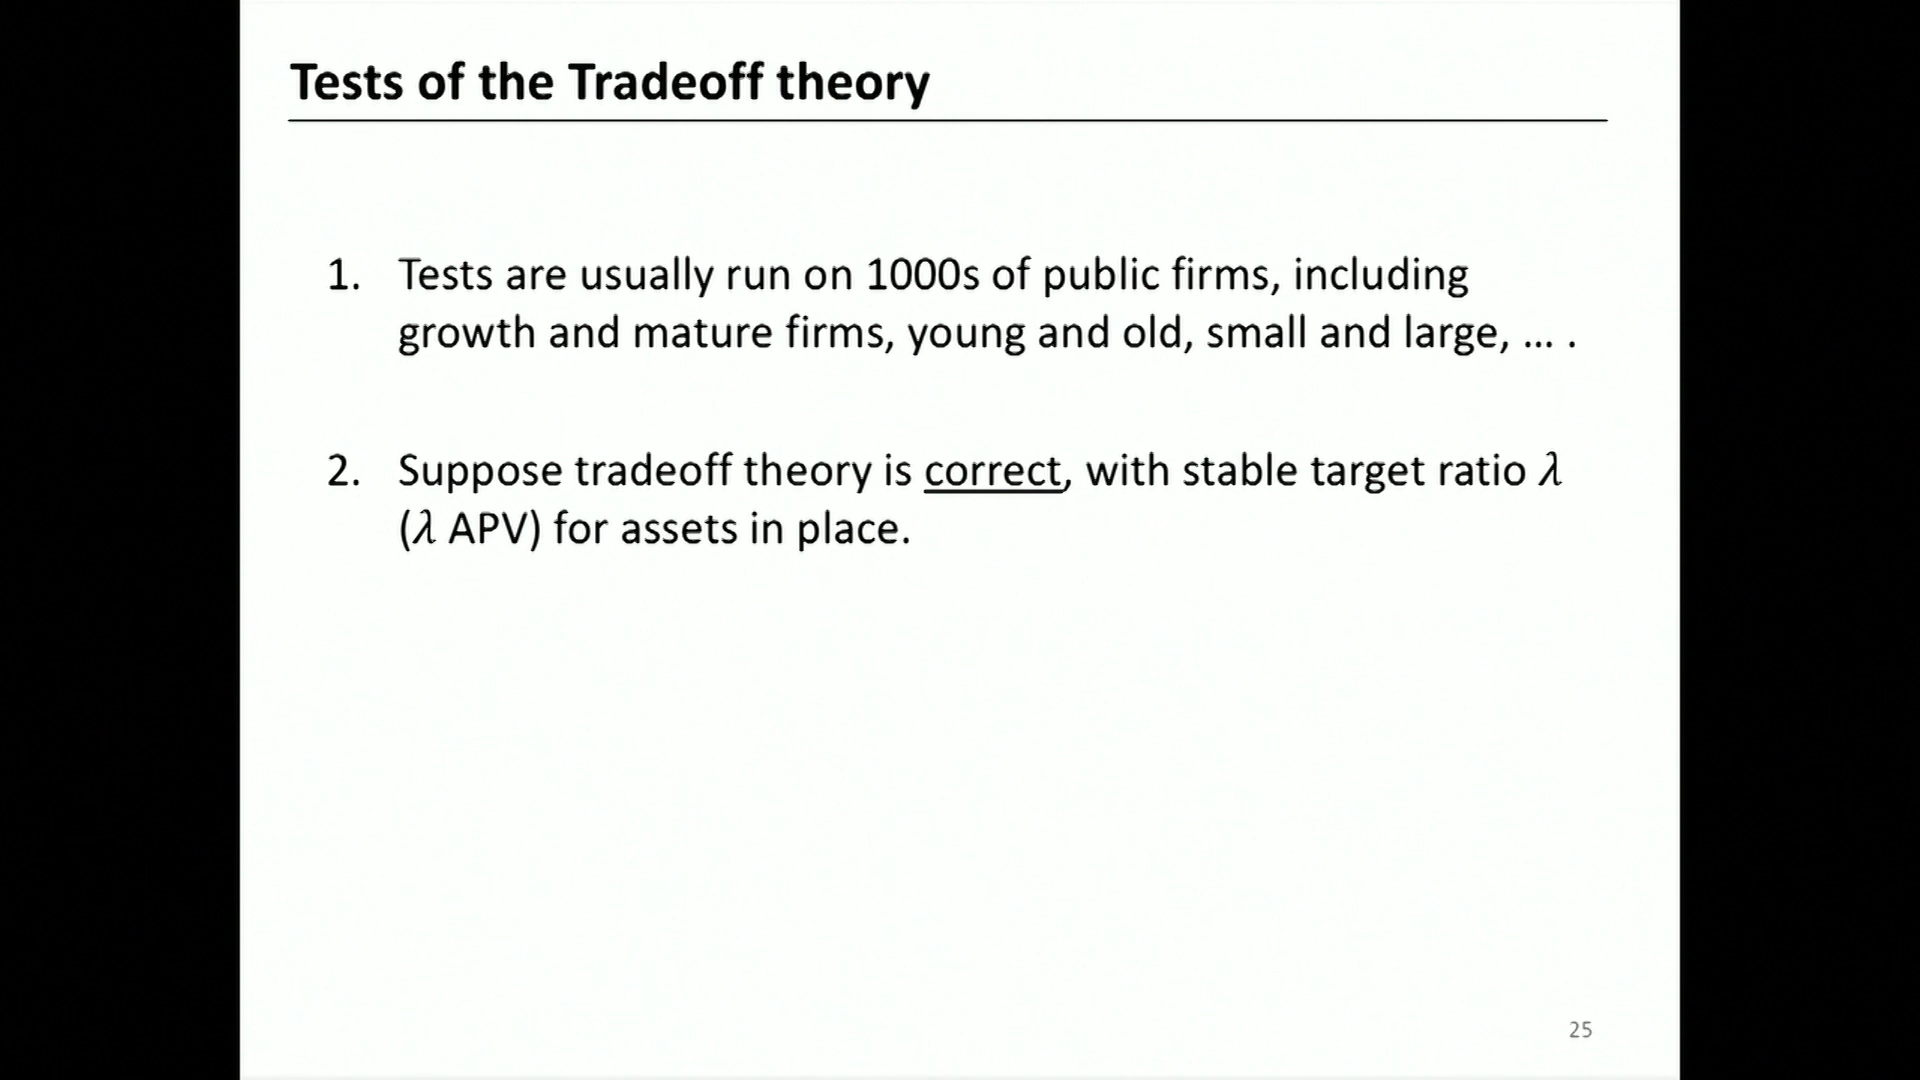 Tests of the Tradeoff theory
1. Tests are usually run on 1000s of public firms, including
growth and mature firms, young and old, small and large, ... .
2. Suppose tradeoff theory is correct, with stable target ratio λ
(λ APV) for assets in place.
25